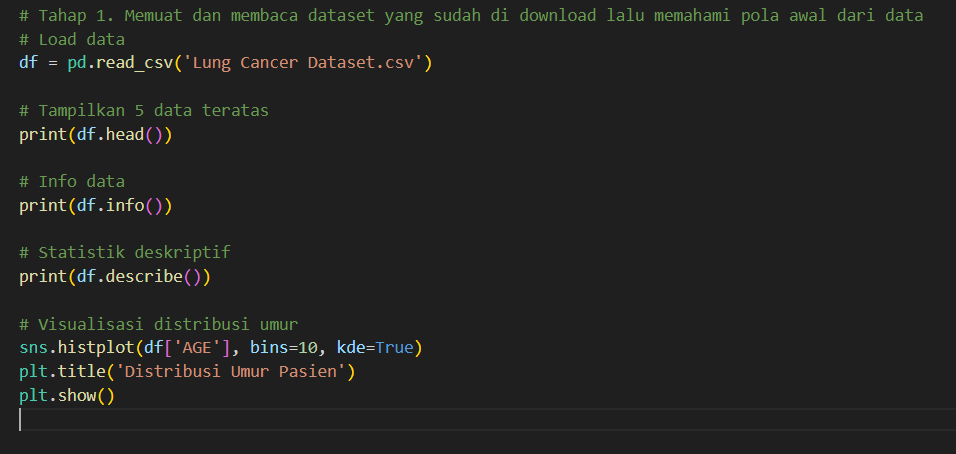 # Tahap 1. Memuat dan membaca dataset yang sudah di download lalu memahami pola awal dari data
# Load data
df = pd.read_csv('Lung Cancer Dataset.csv')
# Tampilkan 5 data teratas
print(df.head())
# Info data
print(df.info())
# Statistik deskriptif
print(df.describe())
# Visualisasi distribusi umur
sns.histplot(df['AGE'], bins=10, kde=True)
plt.title('Distribusi Umur Pasien')
plt.show()